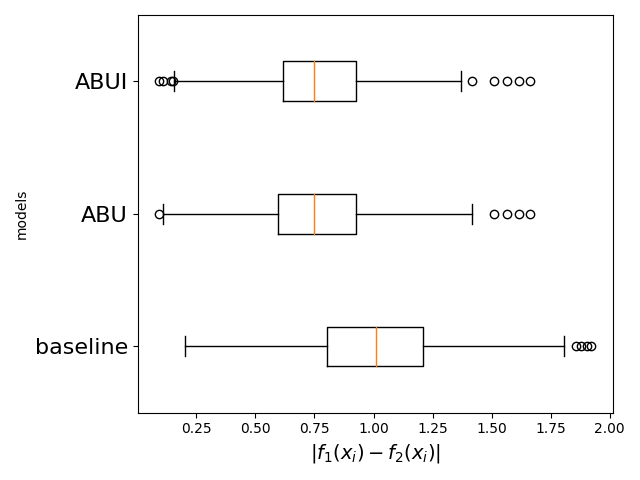 ABUI
ABU
baseline
models
0.25 0.50 0.75 1.00 1.25 1.50 1.75 2.00
|f₁(xᵢ) − f₂(xᵢ)|